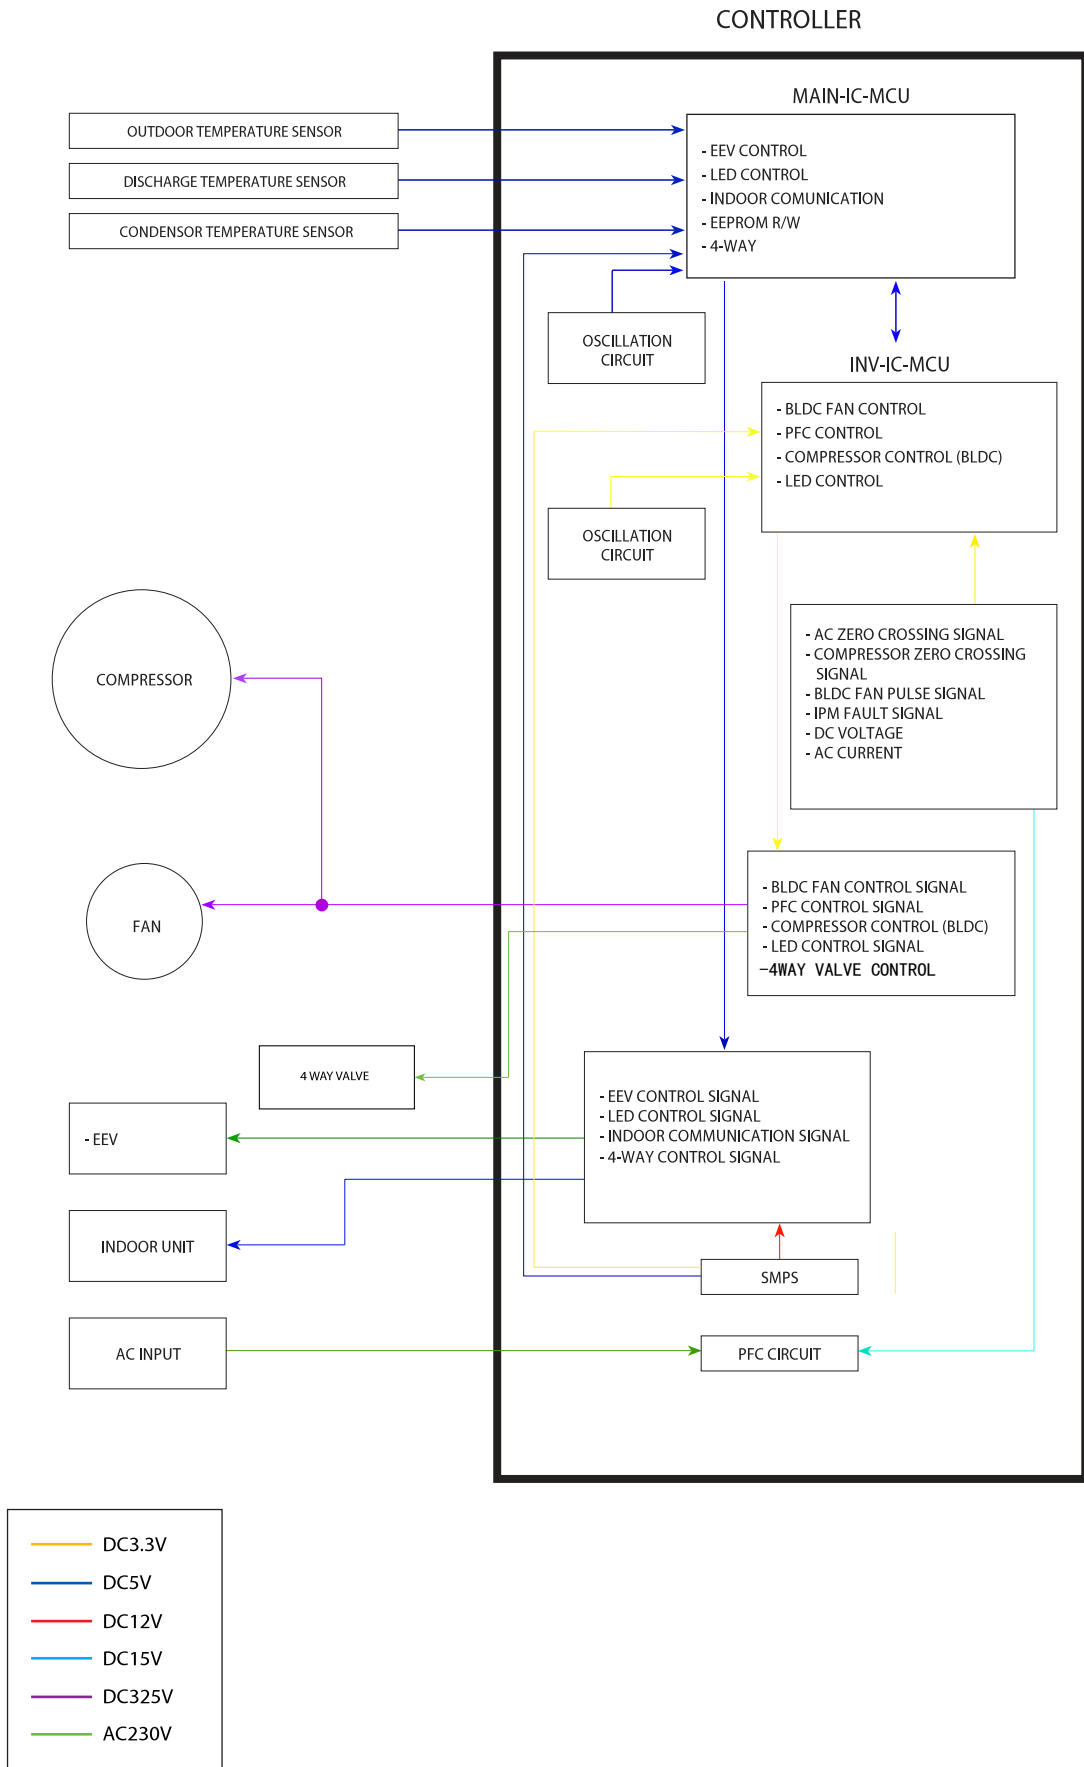 CONTROLLER
MAIN-IC-MCU
OUTDOOR TEMPERATURE SENSOR
DISCHARGE TEMPERATURE SENSOR
CONDENSOR TEMPERATURE SENSOR
- EEV CONTROL
- LED CONTROL
- INDOOR COMUNICATION
- EEPROM R/W
- 4-WAY
OSCILLATION
CIRCUIT
INV-IC-MCU
- BLDC FAN CONTROL
- PFC CONTROL
- COMPRESSOR CONTROL (BLDC)
- LED CONTROL
OSCILLATION
CIRCUIT
- AC ZERO CROSSING SIGNAL
- COMPRESSOR ZERO CROSSING
SIGNAL
- BLDC FAN PULSE SIGNAL
- IPM FAULT SIGNAL
- DC VOLTAGE
- AC CURRENT
COMPRESSOR
FAN
- BLDC FAN CONTROL SIGNAL
- PFC CONTROL SIGNAL
- COMPRESSOR CONTROL (BLDC)
- LED CONTROL SIGNAL
-4WAY VALVE CONTROL
4 WAY VALVE
- EEV
- EEV CONTROL SIGNAL
- LED CONTROL SIGNAL
- INDOOR COMMUNICATION SIGNAL
- 4-WAY CONTROL SIGNAL
INDOOR UNIT
SMPS
AC INPUT
PFC CIRCUIT
DC3.3V
DC5V
DC12V
DC15V
DC325V
AC230V